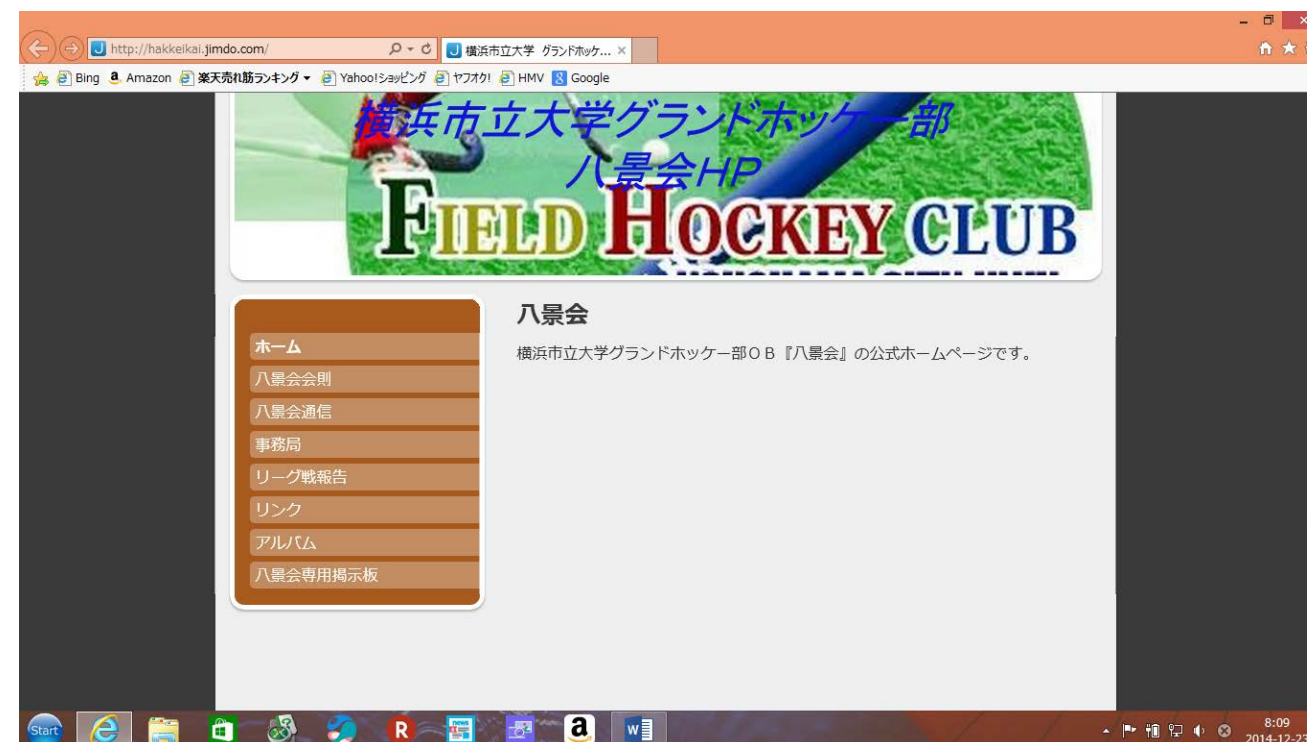 http://hakkeikai.jimdo.com/
横浜市立大学 グランドホッケ...
Bing Amazon 楽天売れ筋ランキング Yahoo!ショッピング ヤフオク! HMV Google
横浜市立大学グランドホッケー部
八景会HP
FIELD HOCKEY CLUB
八景会
横浜市立大学グランドホッケー部ＯＢ『八景会』の公式ホームページです。
ホーム
八景会会則
八景会通信
事務局
リーグ戦報告
リンク
アルバム
八景会専用掲示板
Start
8:09
2014-12-23